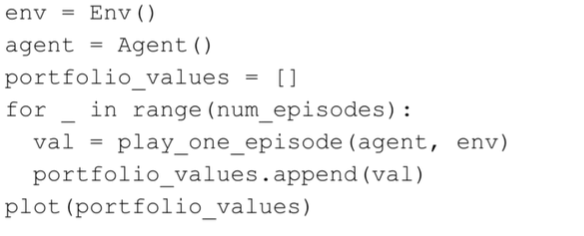 env = Env()
agent = Agent()
portfolio_values = []
for _ in range(num_episodes):
  val = play_one_episode(agent, env)
  portfolio_values.append(val)
plot(portfolio_values)